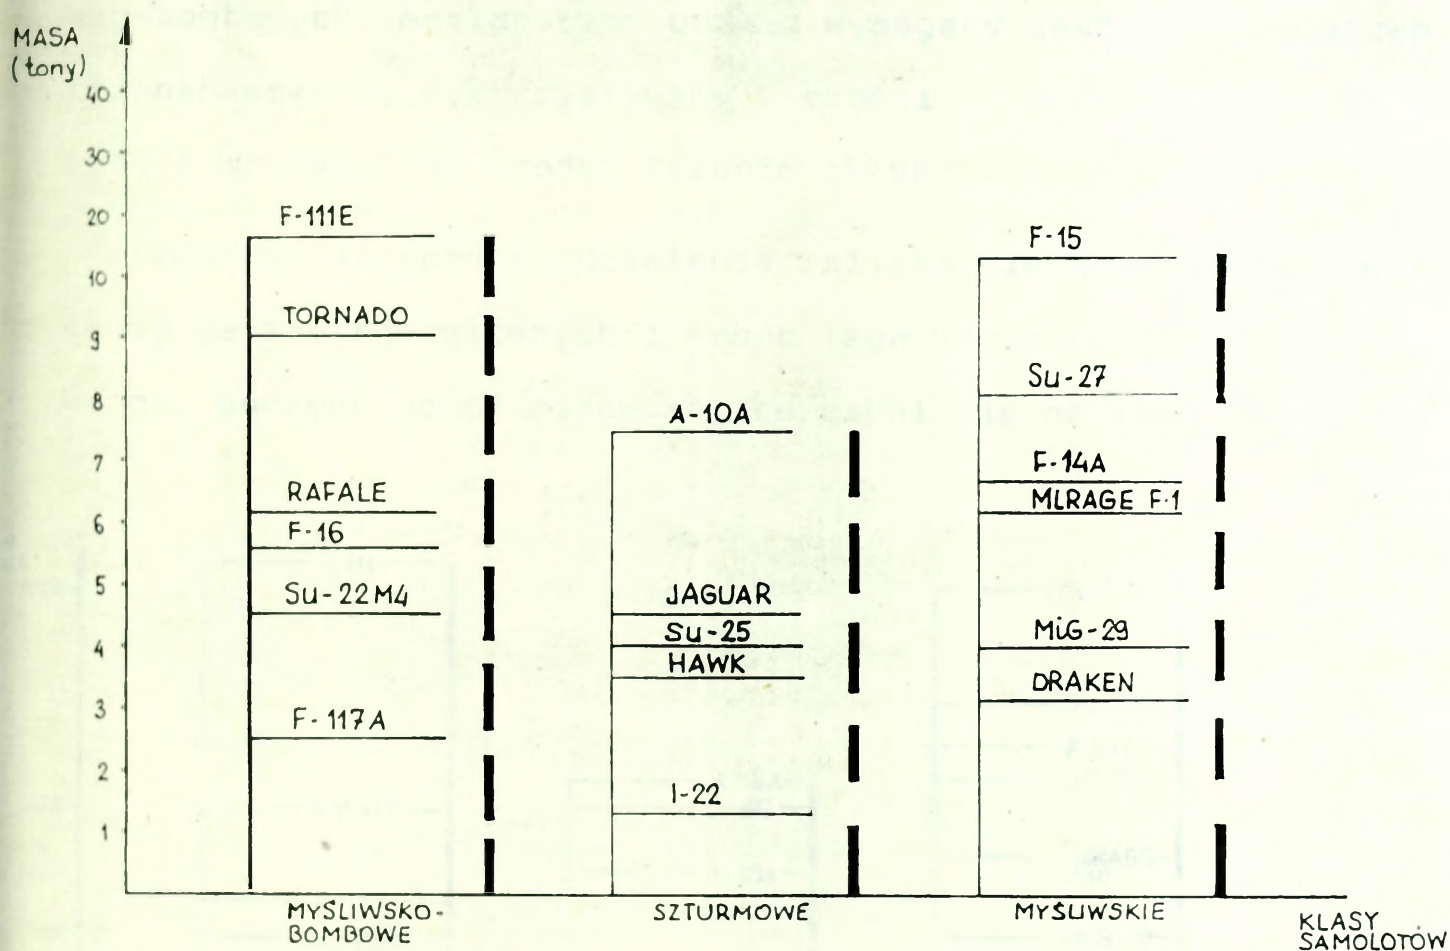 MASA
(tony)
40
30
20
10
9
8
7
6
5
4
3
2
1
F-111E
TORNADO
RAFALE
F-16
Su-22M4
F-117A
A-10A
JAGUAR
Su-25
HAWK
I-22
F-15
Su-27
F-14A
MLRAGE F-1
MiG-29
DRAKEN
MYŚLIWSKO-
BOMBOWE
SZTURMOWE
MYŚLIWSKIE
KLASY
SAMOLOTÓW